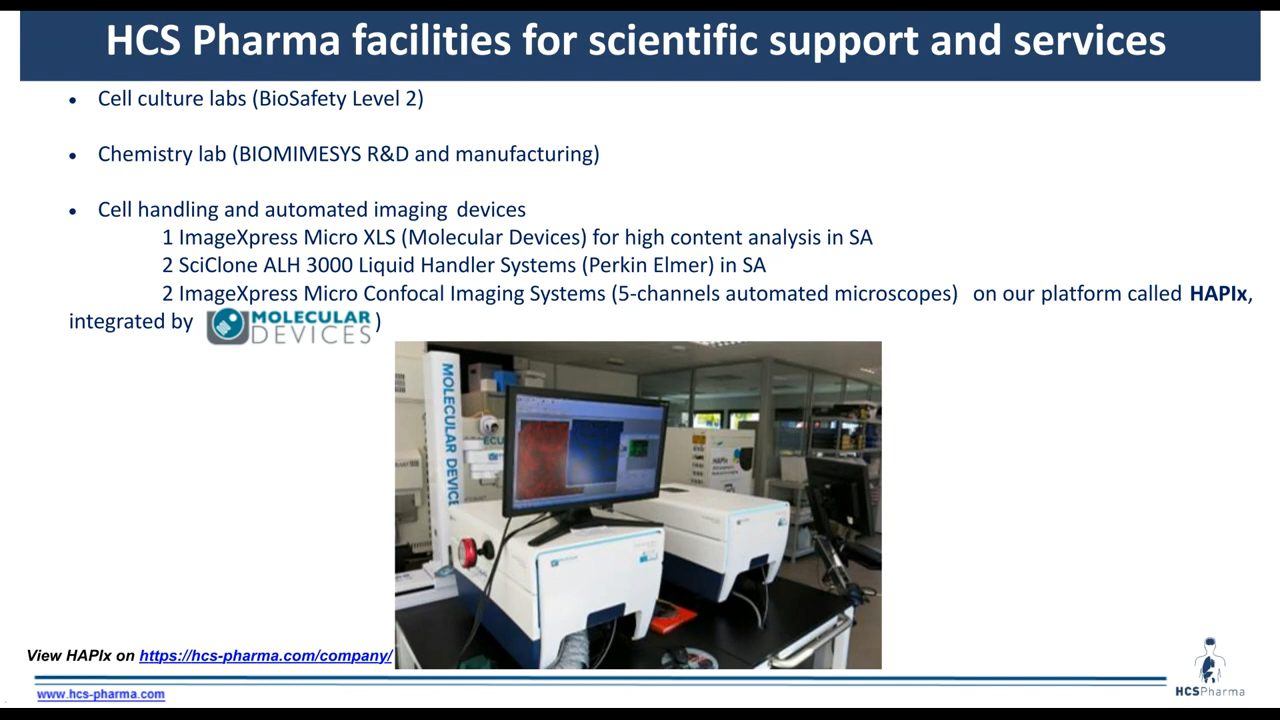 HCS Pharma facilities for scientific support and services
• Cell culture labs (BioSafety Level 2)
• Chemistry lab (BIOMIMESYS R&D and manufacturing)
• Cell handling and automated imaging devices
1 ImageXpress Micro XLS (Molecular Devices) for high content analysis in SA
2 SciClone ALH 3000 Liquid Handler Systems (Perkin Elmer) in SA
2 ImageXpress Micro Confocal Imaging Systems (5-channels automated microscopes) on our platform called HAPIx,
integrated by MOLECULAR DEVICES )
MOLECULAR DEVICE
HAPIx
View HAPIx on https://hcs-pharma.com/company/
www.hcs-pharma.com
HCSPharma